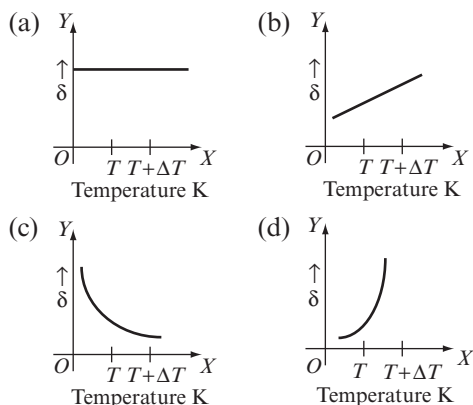 (a) Y (b) Y
↑ δ ↑ δ
O T T+ΔT X O T T+ΔT X
Temperature K Temperature K
(c) Y (d) Y
↑ δ ↑ δ
O T T+ΔT X O T T+ΔT X
Temperature K Temperature K